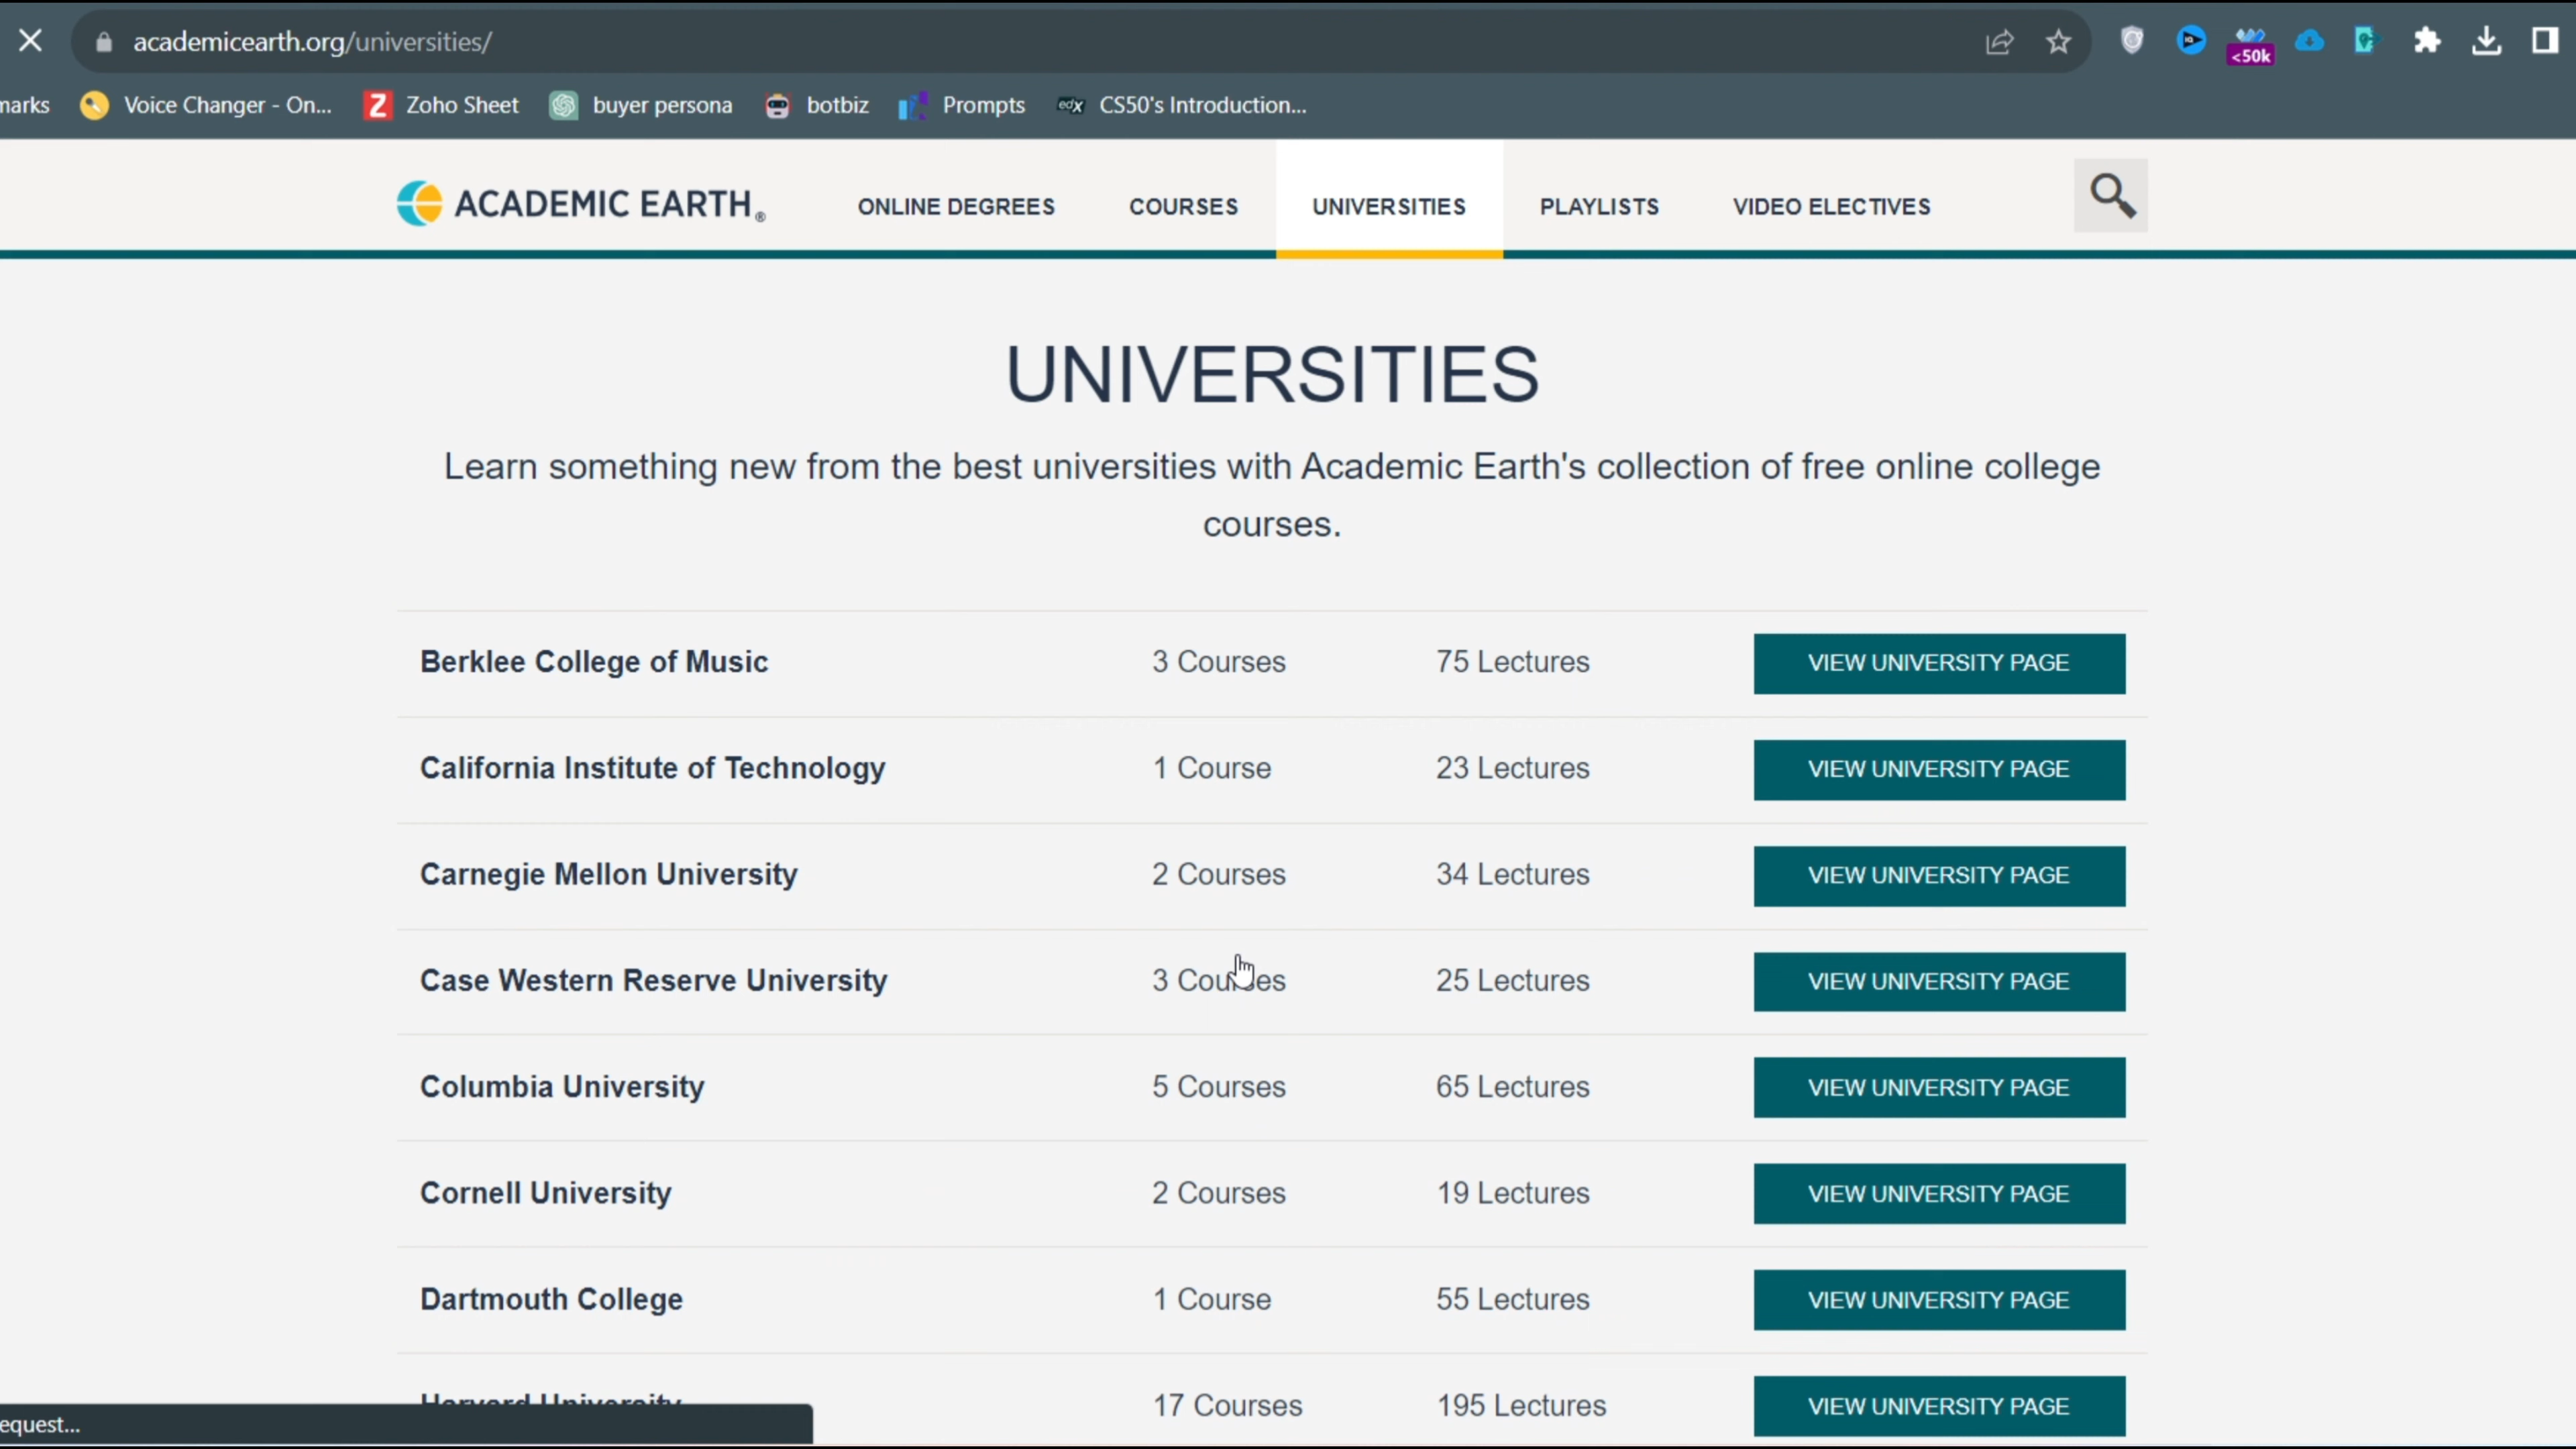 academicearth.org/universities/
<50k
marks Voice Changer - On... Zoho Sheet buyer persona botbiz Prompts edX CS50's Introduction...
ACADEMIC EARTH® ONLINE DEGREES COURSES UNIVERSITIES PLAYLISTS VIDEO ELECTIVES
UNIVERSITIES
Learn something new from the best universities with Academic Earth's collection of free online college
courses.
Berklee College of Music 3 Courses 75 Lectures VIEW UNIVERSITY PAGE
California Institute of Technology 1 Course 23 Lectures VIEW UNIVERSITY PAGE
Carnegie Mellon University 2 Courses 34 Lectures VIEW UNIVERSITY PAGE
Case Western Reserve University 3 Courses 25 Lectures VIEW UNIVERSITY PAGE
Columbia University 5 Courses 65 Lectures VIEW UNIVERSITY PAGE
Cornell University 2 Courses 19 Lectures VIEW UNIVERSITY PAGE
Dartmouth College 1 Course 55 Lectures VIEW UNIVERSITY PAGE
Harvard University 17 Courses 195 Lectures VIEW UNIVERSITY PAGE
equest...